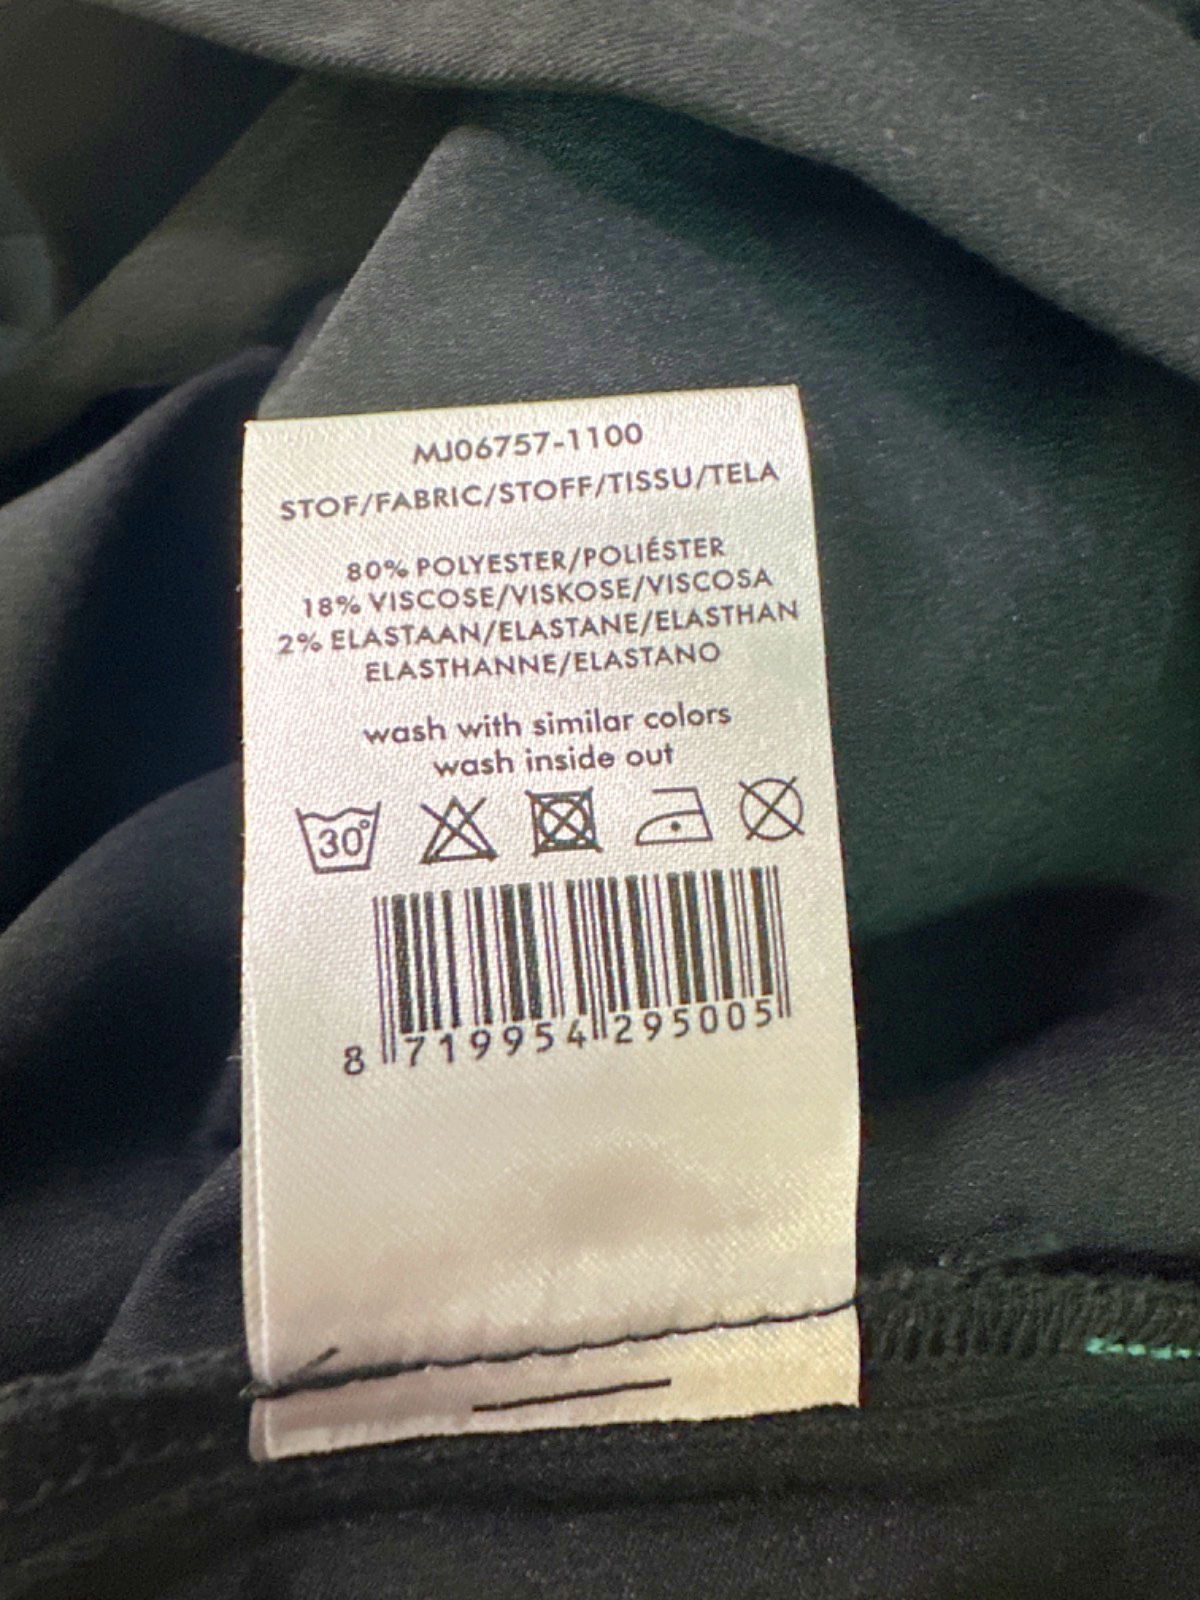 MJ06757-1100
STOF/FABRIC/STOFF/TISSU/TELA
80% POLYESTER/POLIÉSTER
18% VISCOSE/VISKOSE/VISCOSA
2% ELASTAAN/ELASTANE/ELASTHAN
ELASTHANNE/ELASTANO
wash with similar colors
wash inside out
30°
8 719954 295005